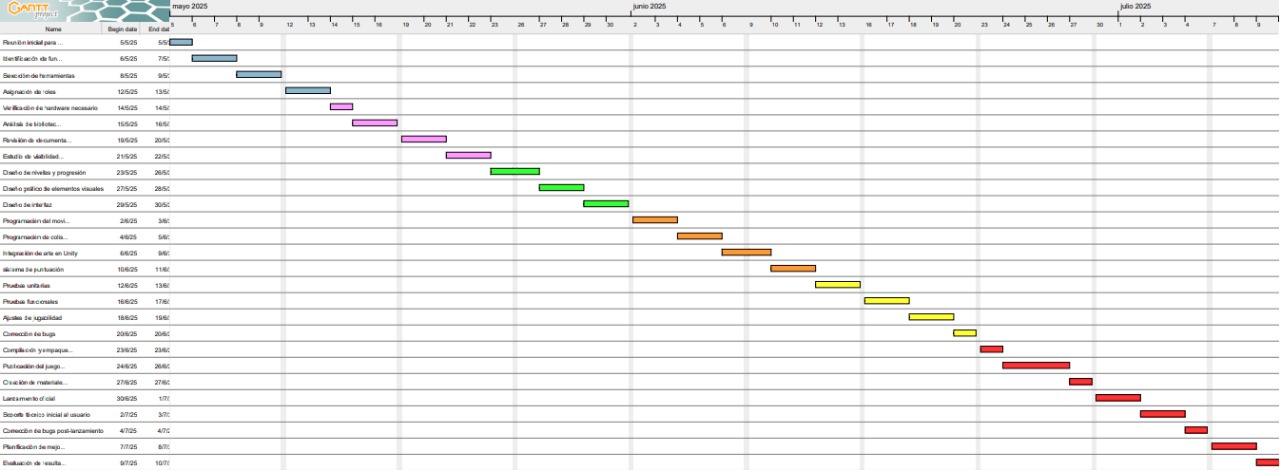 GANTT
project
mayo 2025 junio 2025 julio 2025
Name Begin date End dat 5 6 7 8 9 12 13 14 15 16 19 20 21 22 23 26 27 28 29 30 2 3 4 5 6 9 10 11 12 13 16 17 18 19 20 23 24 25 26 27 30 1 2 3 4 7 8 9
Reunión inicial para ... 5/5/25 5/5/
Identificación de fun... 6/5/25 7/5/
Selección de herramientas 8/5/25 9/5/
Asignación de roles 12/5/25 13/5/
Verificación de hardware necesario 14/5/25 14/5/
Análisis de bibliotec... 15/5/25 16/5/
Revisión de documenta... 19/5/25 20/5/
Estudio de viabilidad... 21/5/25 22/5/
Diseño de niveles y progresión 23/5/25 26/5/
Diseño gráfico de elementos visuales 27/5/25 28/5/
Diseño de interfaz 29/5/25 30/5/
Programación del movi... 2/6/25 3/6/
Programación de colis... 4/6/25 5/6/
Integración de arte en Unity 6/6/25 9/6/
sistema de puntuación 10/6/25 11/6/
Pruebas unitarias 12/6/25 13/6/
Pruebas funcionales 16/6/25 17/6/
Ajustes de jugabilidad 18/6/25 19/6/
Corrección de bugs 20/6/25 20/6/
Compilación y empaque... 23/6/25 23/6/
Publicación del juego... 24/6/25 26/6/
Creación de materiale... 27/6/25 27/6/
Lanzamiento oficial 30/6/25 1/7/
Soporte técnico inicial al usuario 2/7/25 3/7/
Corrección de bugs post-lanzamiento 4/7/25 4/7/
Planificación de mejo... 7/7/25 8/7/
Evaluación de resulta... 9/7/25 10/7/